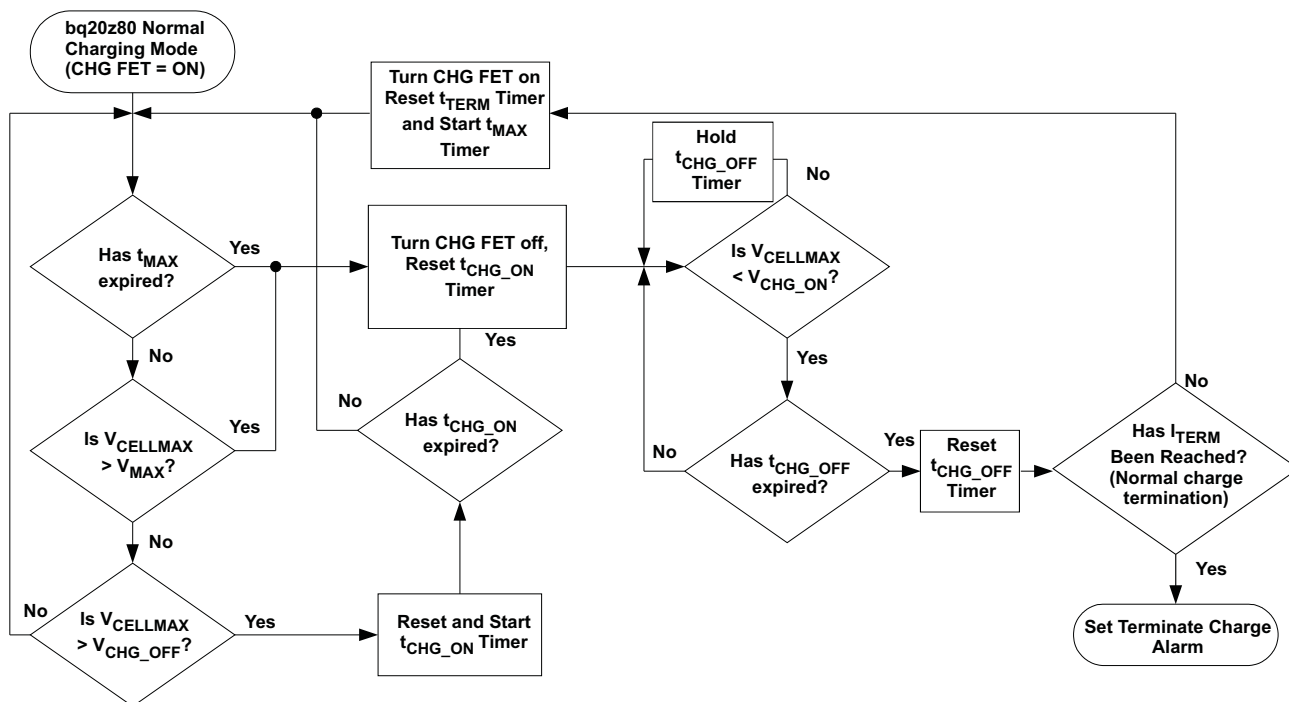 bq20z80 Normal
Charging Mode
(CHG FET = ON)
Turn CHG FET on
Reset tTERM Timer
and Start tMAX
Timer
Hold
tCHG_OFF
Timer
No
Has tMAX
expired?
Yes
Turn CHG FET off,
Reset tCHG_ON
Timer
Is VCELLMAX
< VCHG_ON?
No
Yes
Yes
Is VCELLMAX
> VMAX?
Yes
No
Has tCHG_ON
expired?
No
Has tCHG_OFF
expired?
Yes
Reset
tCHG_OFF
Timer
No
Has ITERM
Been Reached?
(Normal charge
termination)
No
Yes
No
Is VCELLMAX
> VCHG_OFF?
Yes
Reset and Start
tCHG_ON Timer
Set Terminate Charge
Alarm